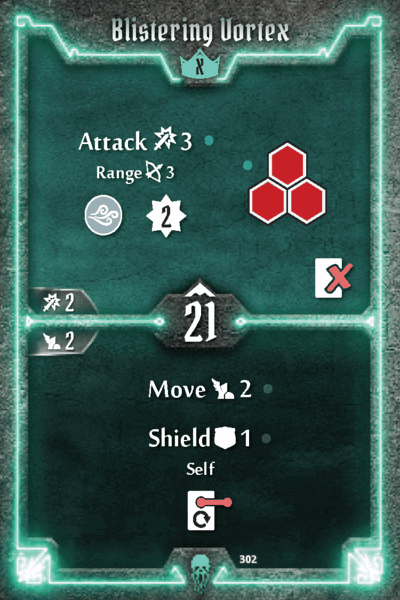 Blistering Vortex
X
Attack 3
Range 3
2
2
21
2
Move 2
Shield 1
Self
302